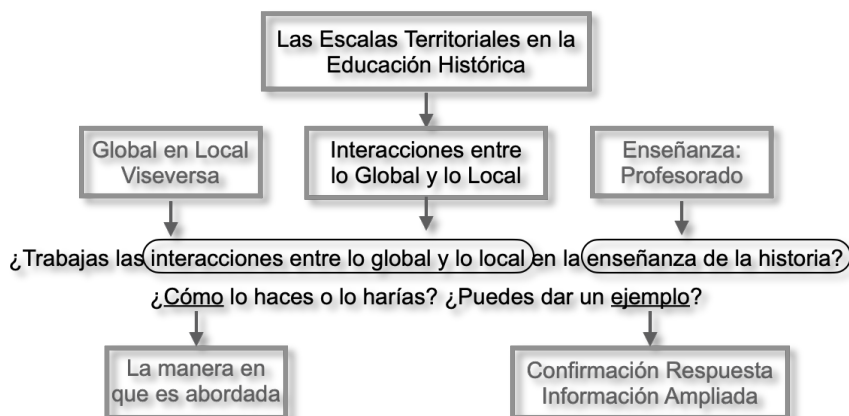 Las Escalas Territoriales en la
Educación Histórica
Global en Local
Viseversa
Interacciones entre
lo Global y lo Local
Enseñanza:
Profesorado
¿Trabajas las interacciones entre lo global y lo local en la enseñanza de la historia?
¿Cómo lo haces o lo harías? ¿Puedes dar un ejemplo?
La manera en
que es abordada
Confirmación Respuesta
Información Ampliada